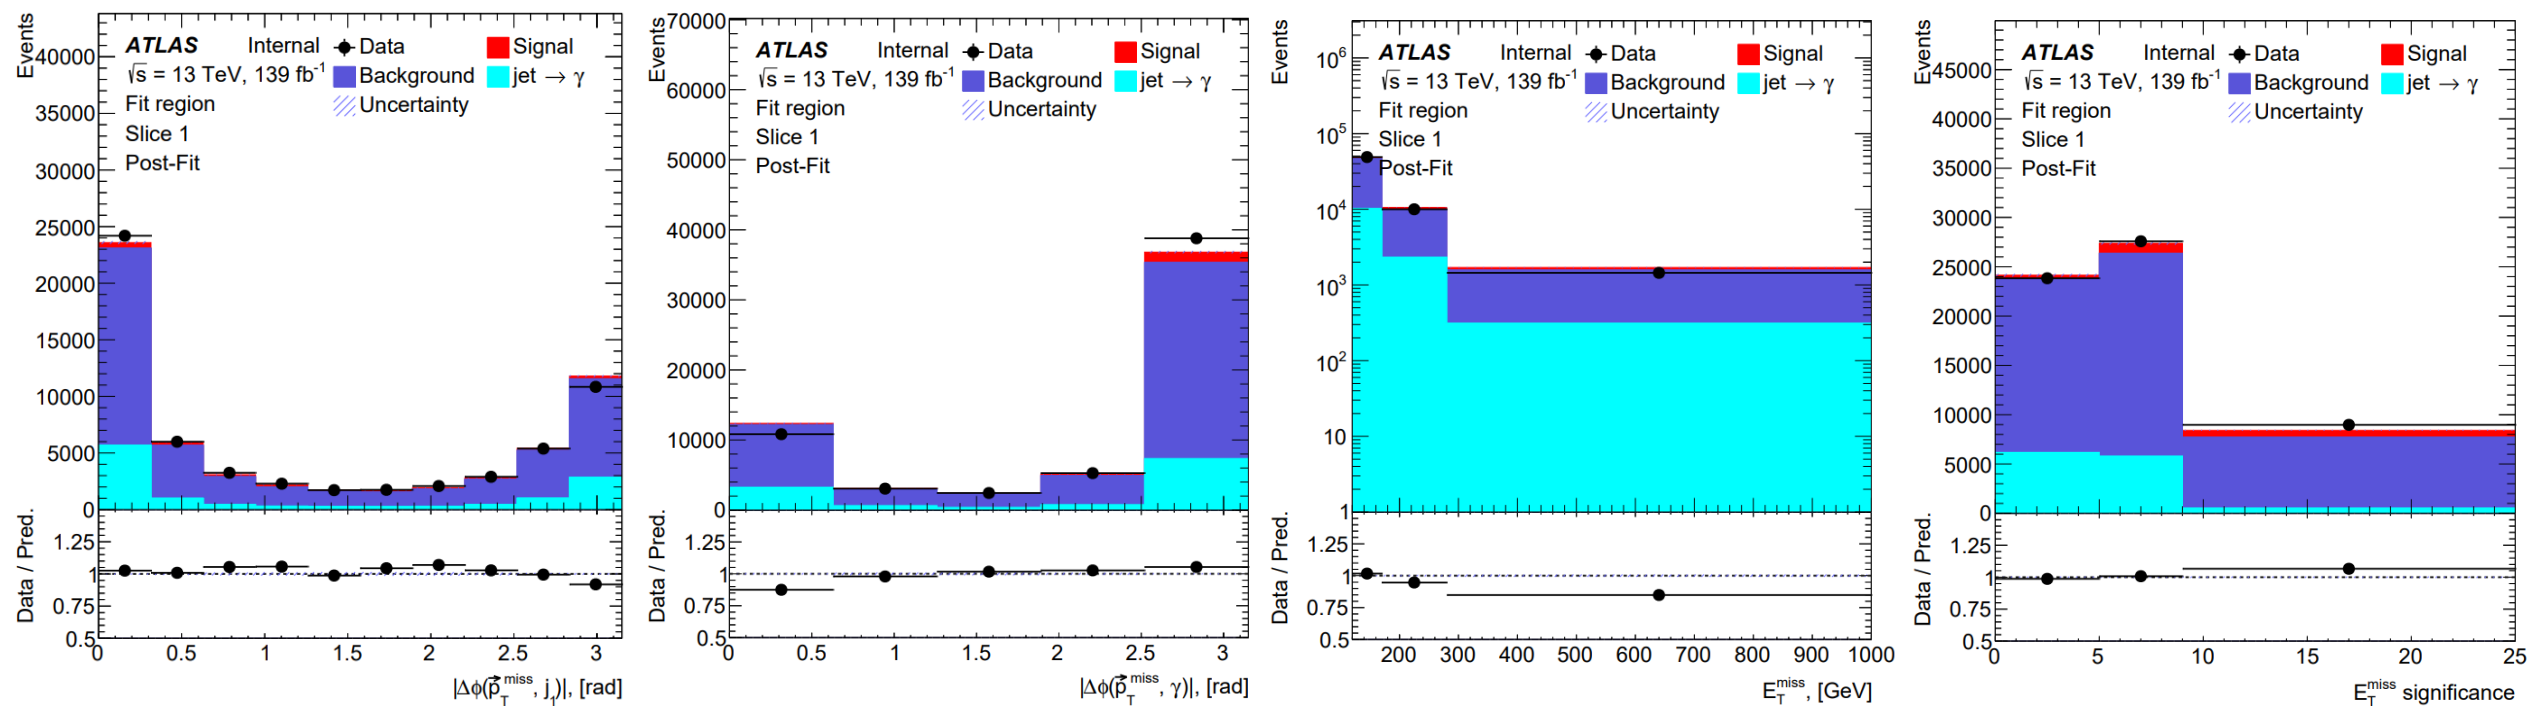 Events
40000
35000
30000
25000
20000
15000
10000
5000
0
ATLAS Internal
√s = 13 TeV, 139 fb⁻¹
Fit region
Slice 1
Post-Fit
Data Signal
Background jet → γ
Uncertainty
Data / Pred.
1.25
1
0.75
0.5
0 0.5 1 1.5 2 2.5 3
|Δϕ(p⃗_T^miss, j_1)|, [rad]
Events
70000
60000
50000
40000
30000
20000
10000
0
ATLAS Internal
√s = 13 TeV, 139 fb⁻¹
Fit region
Slice 1
Post-Fit
Data Signal
Background jet → γ
Uncertainty
Data / Pred.
1.25
1
0.75
0.5
0 0.5 1 1.5 2 2.5 3
|Δϕ(p⃗_T^miss, γ)|, [rad]
Events
10⁶
10⁵
10⁴
10³
10²
10
1
ATLAS Internal
√s = 13 TeV, 139 fb⁻¹
Fit region
Slice 1
Post-Fit
Data Signal
Background jet → γ
Uncertainty
Data / Pred.
1.25
1
0.75
0.5
200 300 400 500 600 700 800 900 1000
E_T^miss, [GeV]
Events
45000
40000
35000
30000
25000
20000
15000
10000
5000
0
ATLAS Internal
√s = 13 TeV, 139 fb⁻¹
Fit region
Slice 1
Post-Fit
Data Signal
Background jet → γ
Uncertainty
Data / Pred.
1.25
1
0.75
0.5
0 5 10 15 20 25
E_T^miss significance